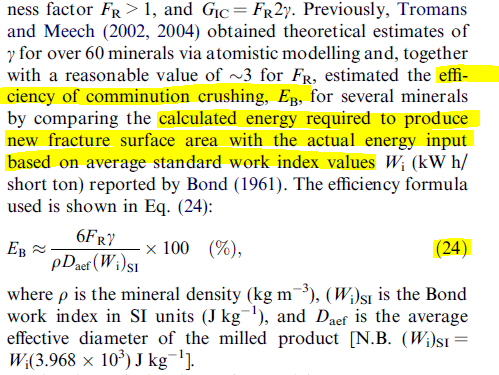 ness factor F_R > 1, and G_IC = F_R2γ. Previously, Tromans
and Meech (2002, 2004) obtained theoretical estimates of
γ for over 60 minerals via atomistic modelling and, together
with a reasonable value of ∼3 for F_R, estimated the effi-
ciency of comminution crushing, E_B, for several minerals
by comparing the calculated energy required to produce
new fracture surface area with the actual energy input
based on average standard work index values W_i (kW h/
short ton) reported by Bond (1961). The efficiency formula
used is shown in Eq. (24):
E_B ≈ 6F_Rγ / ρD_aef(W_i)_SI × 100 (%), (24)
where ρ is the mineral density (kg m⁻³), (W_i)_SI is the Bond
work index in SI units (J kg⁻¹), and D_aef is the average
effective diameter of the milled product [N.B. (W_i)_SI =
W_i(3.968 × 10³) J kg⁻¹].